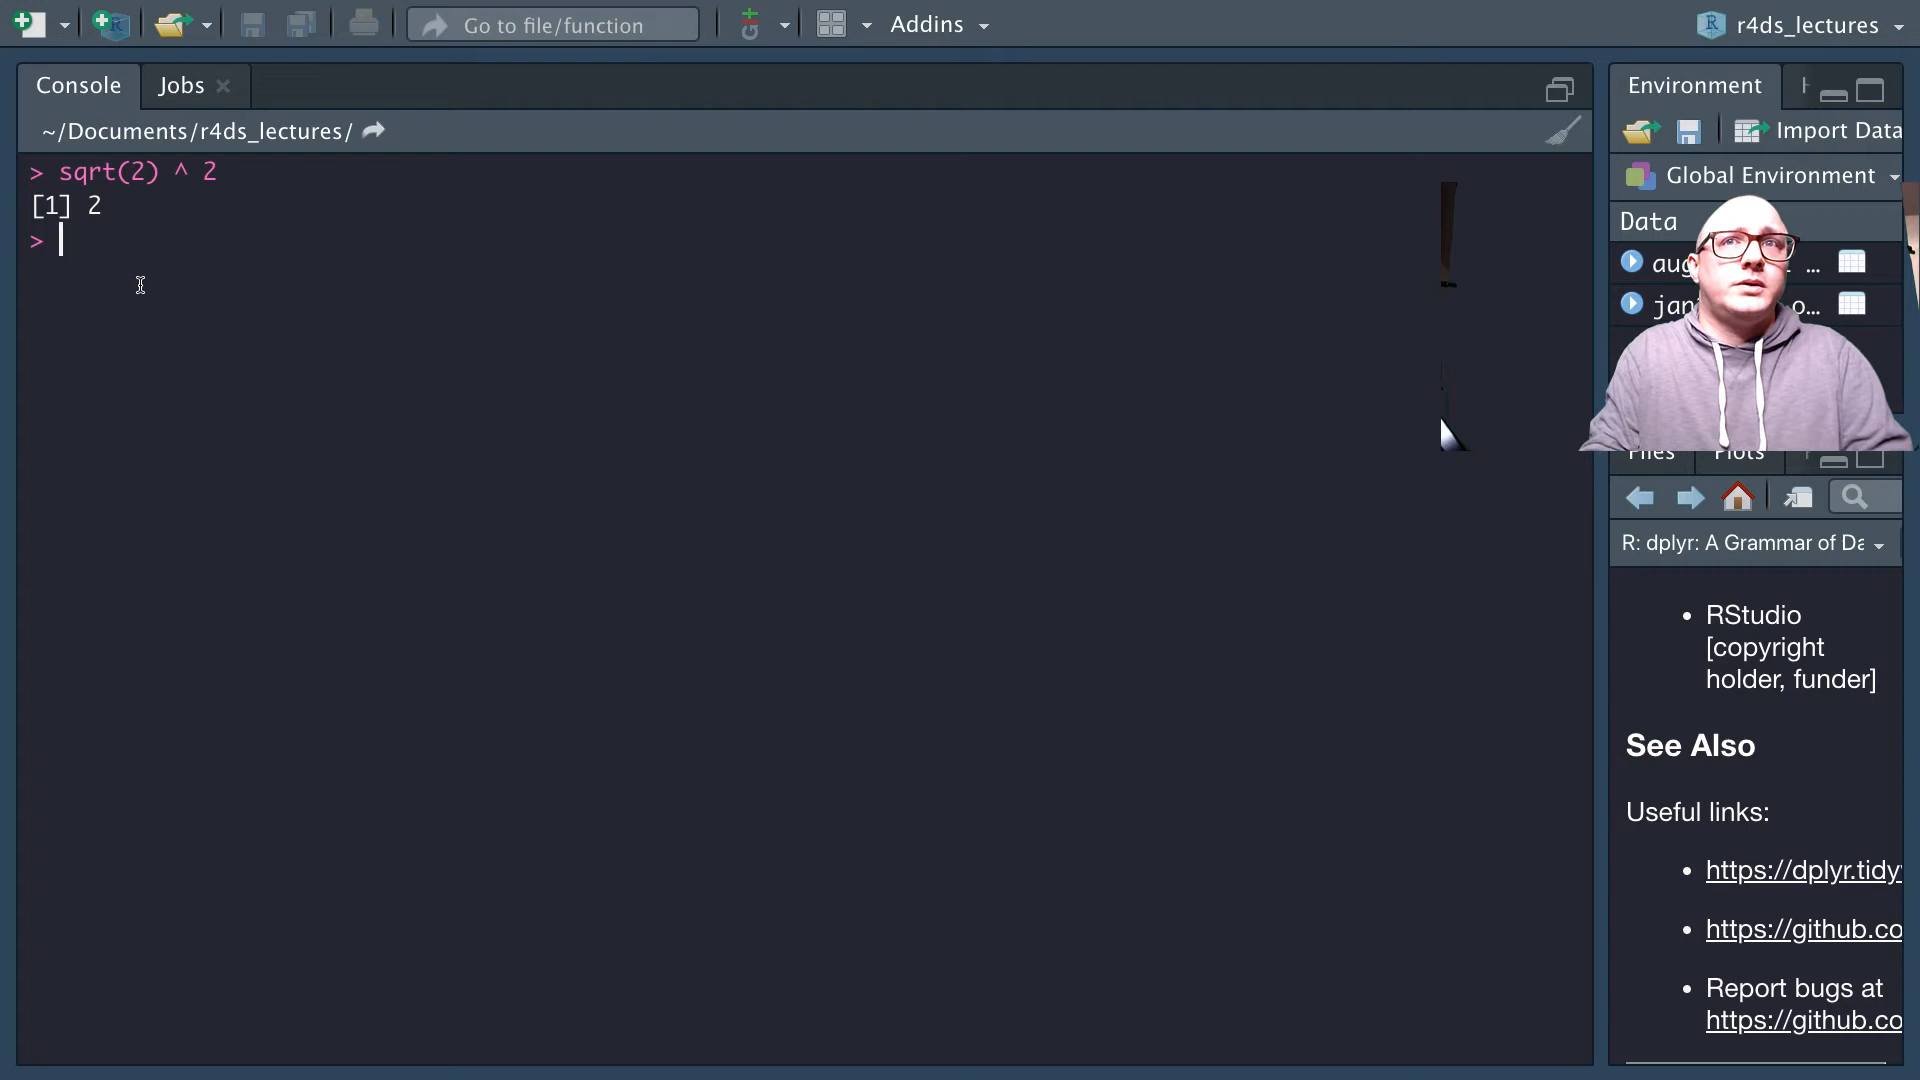 Go to file/function
Addins
r4ds_lectures
Console
Jobs
~/Documents/r4ds_lectures/
> sqrt(2) ^ 2
[1] 2
>
Environment
Import Data
Global Environment
Data
...
o...
Files
Plots
R: dplyr: A Grammar of Da
• RStudio
[copyright
holder, funder]
See Also
Useful links:
• https://dplyr.tidy
• https://github.co
• Report bugs at
https://github.co